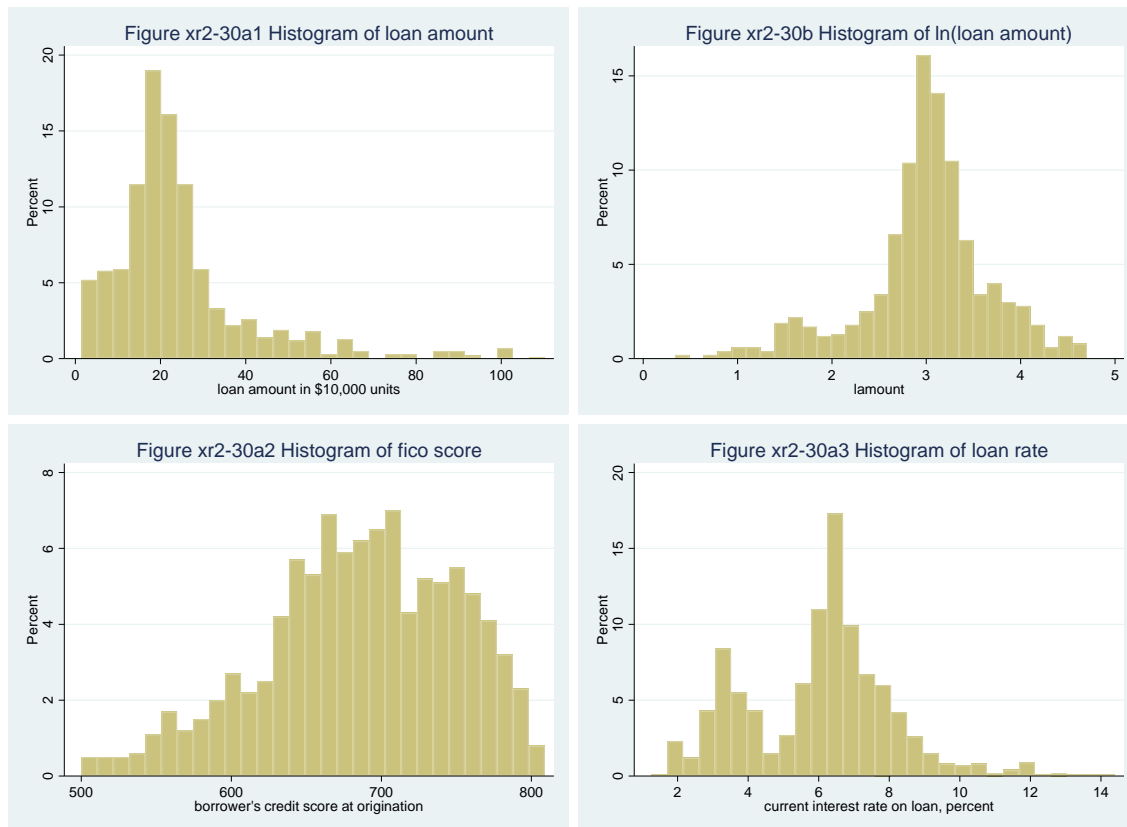 Figure xr2-30a1 Histogram of loan amount
20
15
10
5
0
Percent
0 20 40 60 80 100
loan amount in $10,000 units
Figure xr2-30b Histogram of ln(loan amount)
15
10
5
0
Percent
0 1 2 3 4 5
lamount
Figure xr2-30a2 Histogram of fico score
8
6
4
2
0
Percent
500 600 700 800
borrower's credit score at origination
Figure xr2-30a3 Histogram of loan rate
20
15
10
5
0
Percent
2 4 6 8 10 12 14
current interest rate on loan, percent